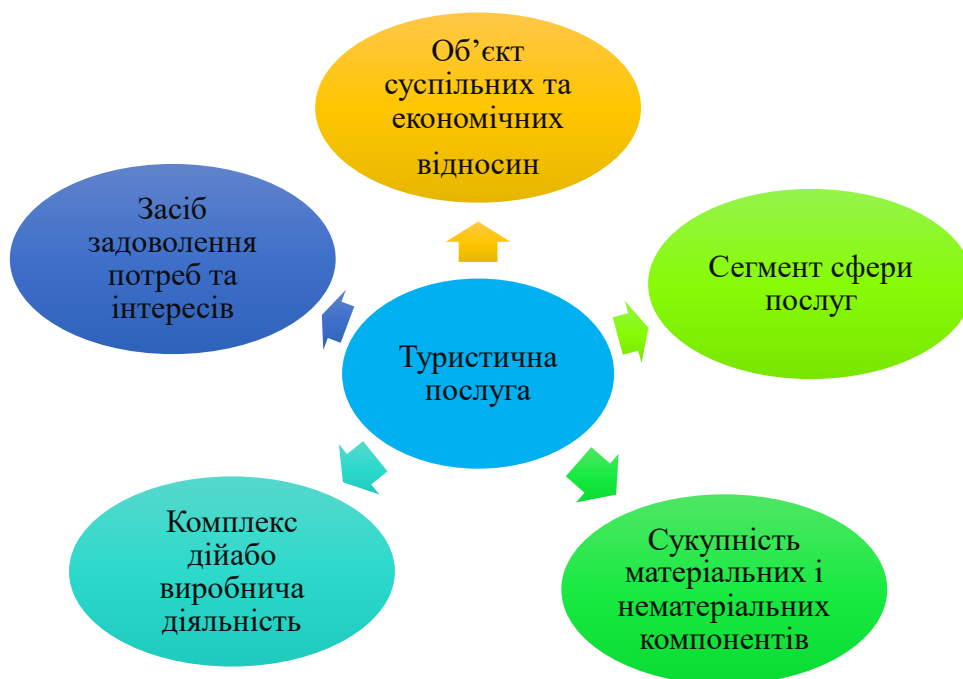 Об’єкт
суспільних та
економічних
відносин
Засіб
задоволення
потреб та
інтересів
Сегмент сфери
послуг
Туристична
послуга
Комплекс
дійабо
виробнича
діяльність
Сукупність
матеріальних і
нематеріальних
компонентів